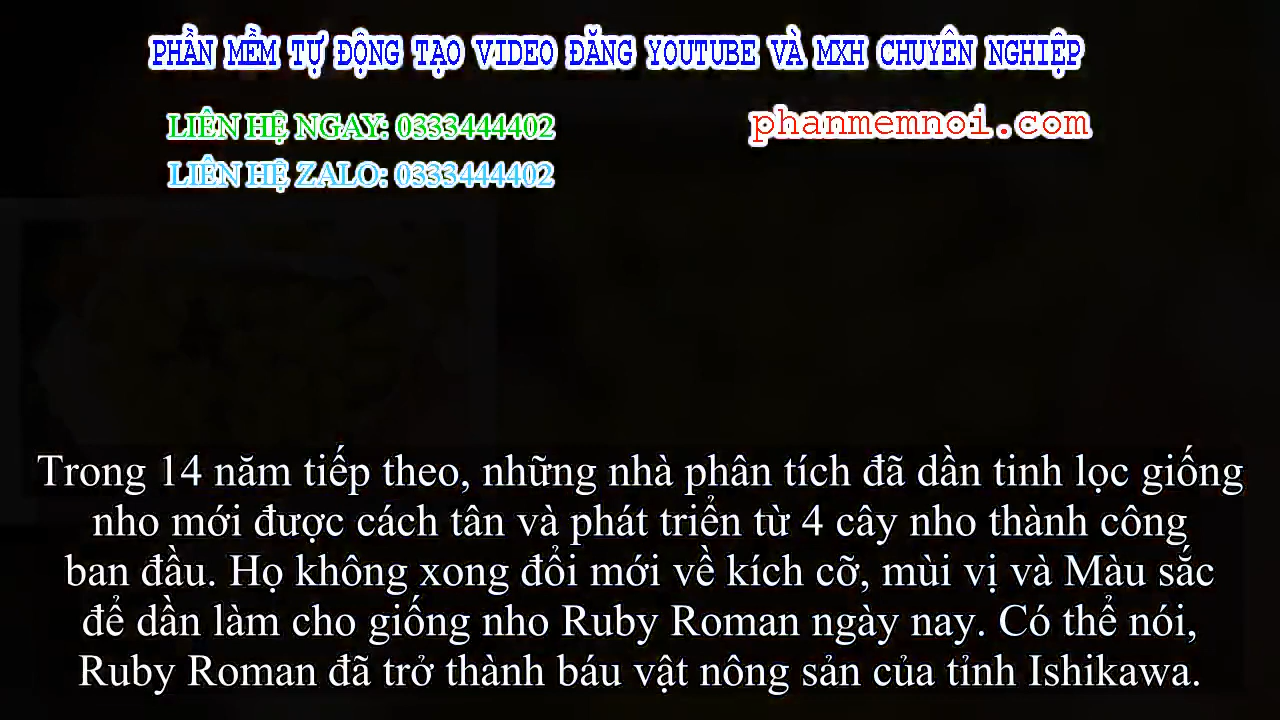 PHẦN MỀM TỰ ĐỘNG TẠO VIDEO ĐĂNG YOUTUBE VÀ MXH CHUYÊN NGHIỆP
LIÊN HỆ NGAY: 0333444402
phanmemnoi.com
LIÊN HỆ ZALO: 0333444402
Trong 14 năm tiếp theo, những nhà phân tích đã dần tinh lọc giống
nho mới được cách tân và phát triển từ 4 cây nho thành công
ban đầu. Họ không xong đổi mới về kích cỡ, mùi vị và Màu sắc
để dần làm cho giống nho Ruby Roman ngày nay. Có thể nói,
Ruby Roman đã trở thành báu vật nông sản của tỉnh Ishikawa.